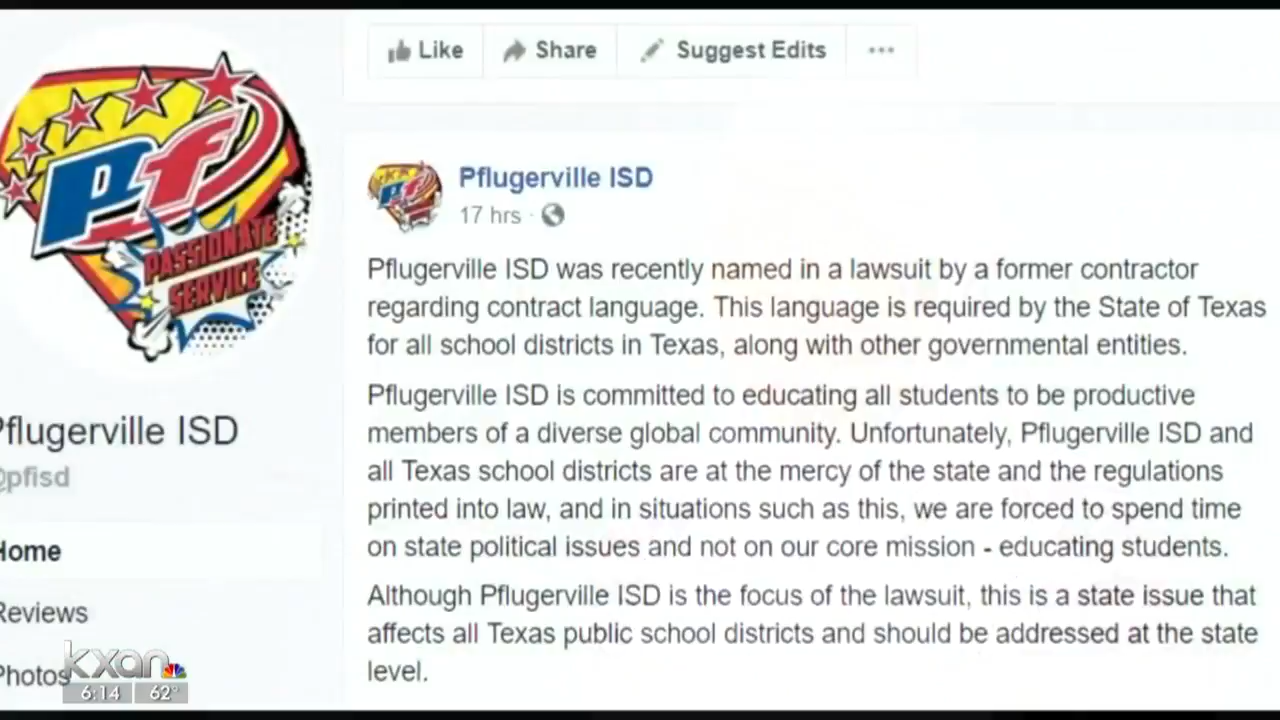 Like Share Suggest Edits ...
Pf
PASSIONATE
SERVICE
Pflugerville ISD
17 hrs ·
Pflugerville ISD was recently named in a lawsuit by a former contractor
regarding contract language. This language is required by the State of Texas
for all school districts in Texas, along with other governmental entities.
Pflugerville ISD is committed to educating all students to be productive
members of a diverse global community. Unfortunately, Pflugerville ISD and
all Texas school districts are at the mercy of the state and the regulations
printed into law, and in situations such as this, we are forced to spend time
on state political issues and not on our core mission - educating students.
Although Pflugerville ISD is the focus of the lawsuit, this is a state issue that
affects all Texas public school districts and should be addressed at the state
level.
Pflugerville ISD
@pfisd
Home
Reviews
Photos
kxan
6:14 62°